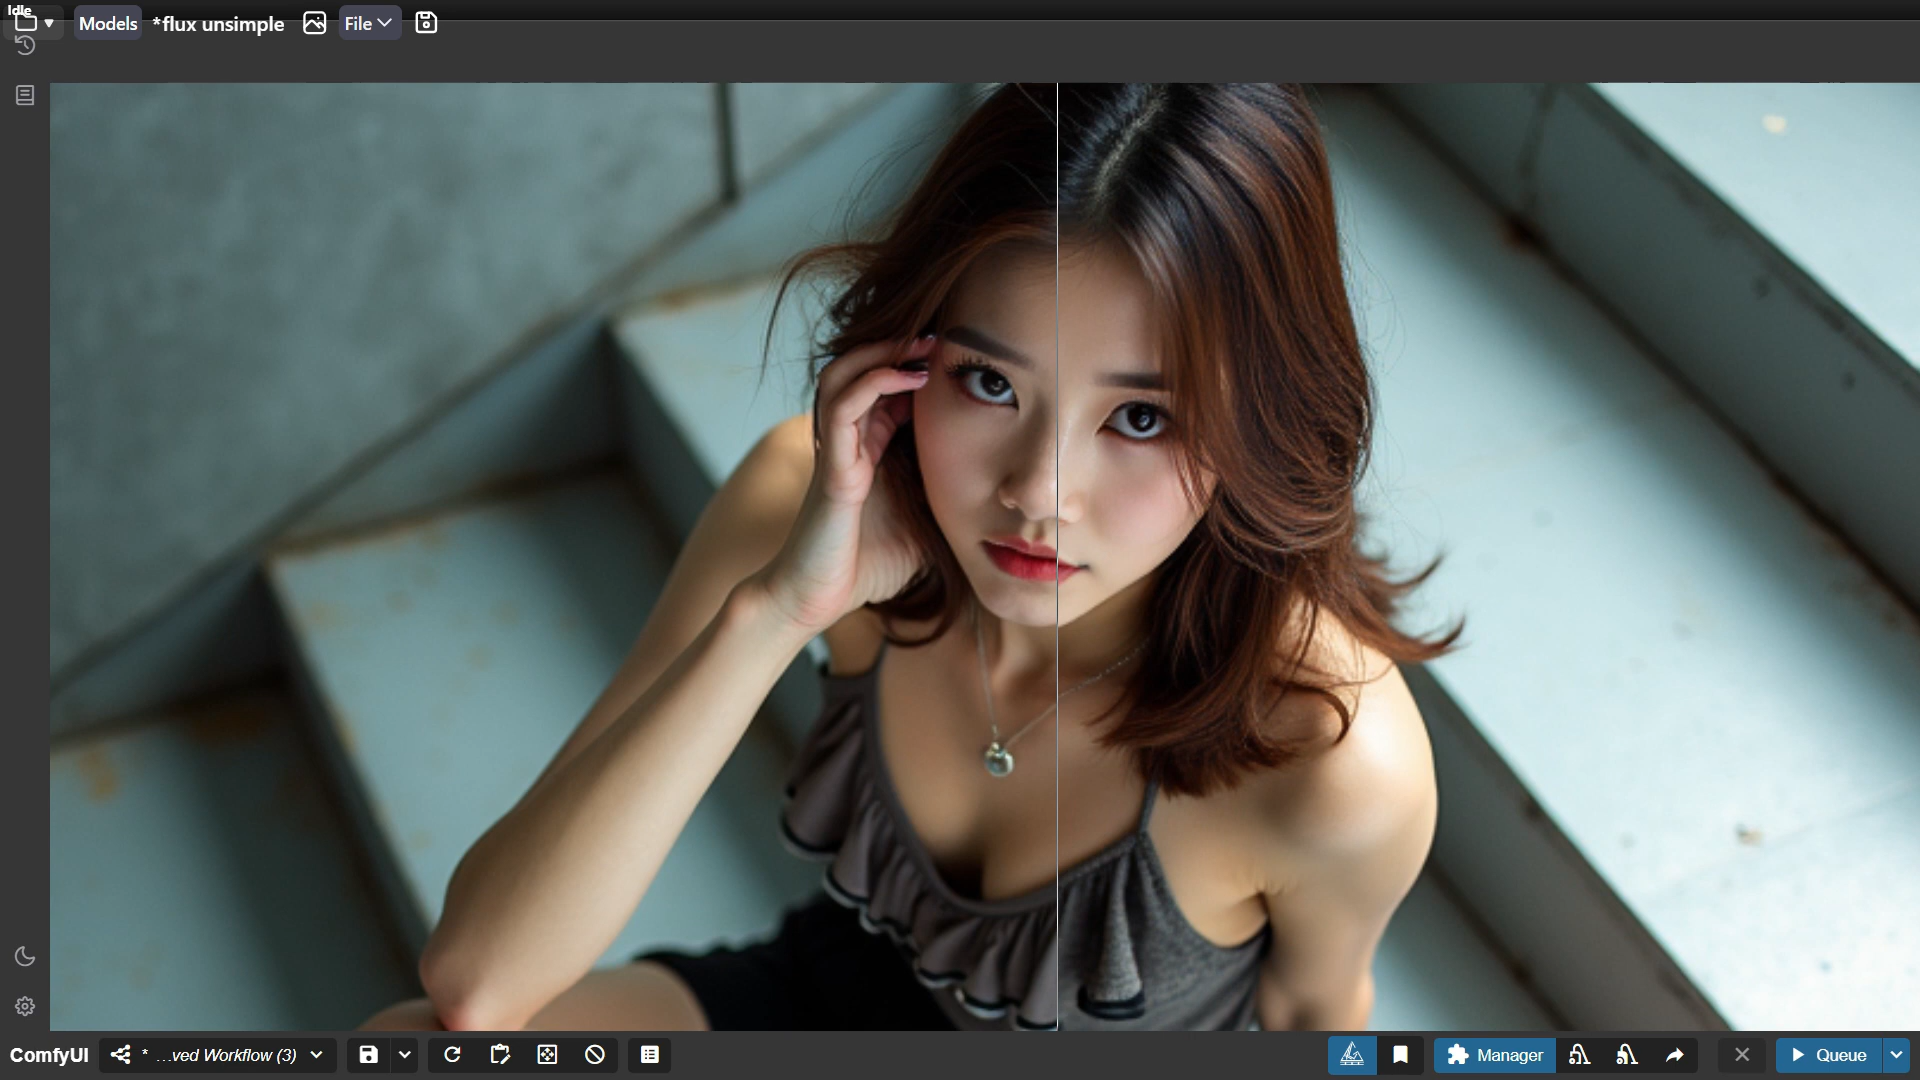 Idle
Models *flux unsimple File
ComfyUI * ...ved Workflow (3) Manager Queue